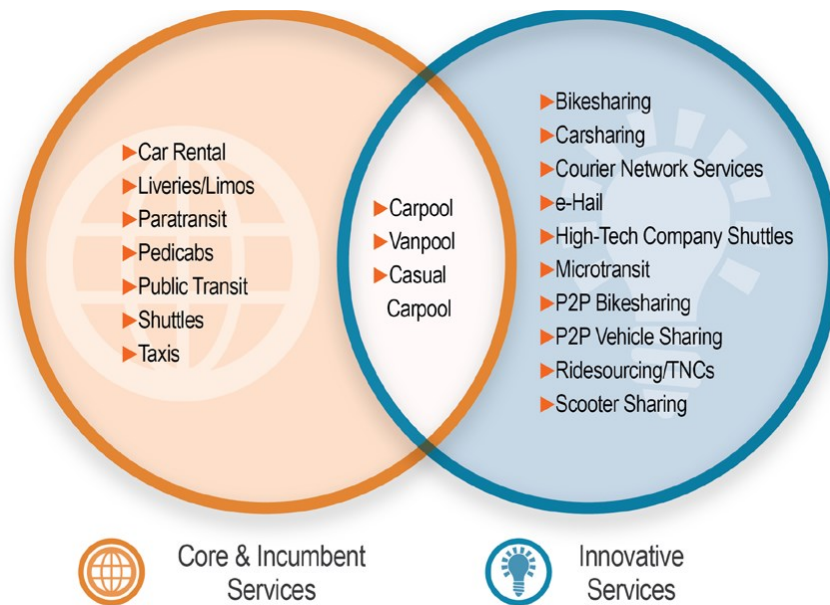 Car Rental
Liveries/Limos
Paratransit
Pedicabs
Public Transit
Shuttles
Taxis
Carpool
Vanpool
Casual
Carpool
Bikesharing
Carsharing
Courier Network Services
e-Hail
High-Tech Company Shuttles
Microtransit
P2P Bikesharing
P2P Vehicle Sharing
Ridesourcing/TNCs
Scooter Sharing
Core & Incumbent
Services
Innovative
Services